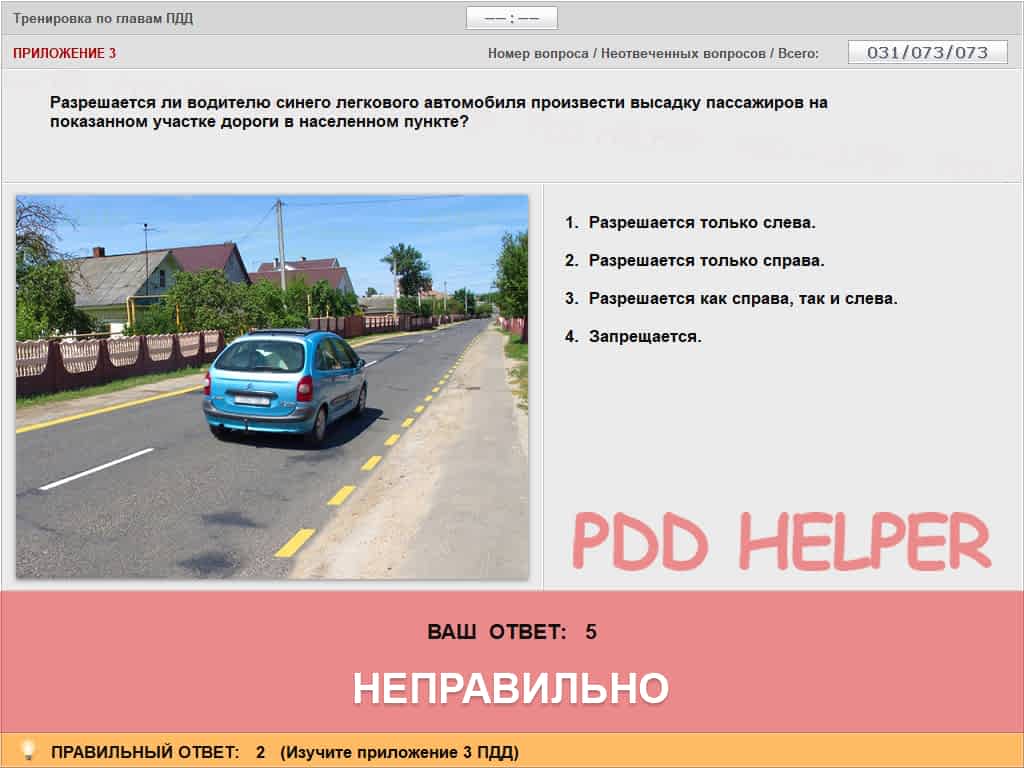 Тренировка по главам ПДД
—— : ——
ПРИЛОЖЕНИЕ 3
Номер вопроса / Неотвеченных вопросов / Всего: 031/073/073
Разрешается ли водителю синего легкового автомобиля произвести высадку пассажиров на
показанном участке дороги в населенном пункте?
1. Разрешается только слева.
2. Разрешается только справа.
3. Разрешается как справа, так и слева.
4. Запрещается.
PDD HELPER
ВАШ ОТВЕТ: 5
НЕПРАВИЛЬНО
ПРАВИЛЬНЫЙ ОТВЕТ: 2 (Изучите приложение 3 ПДД)